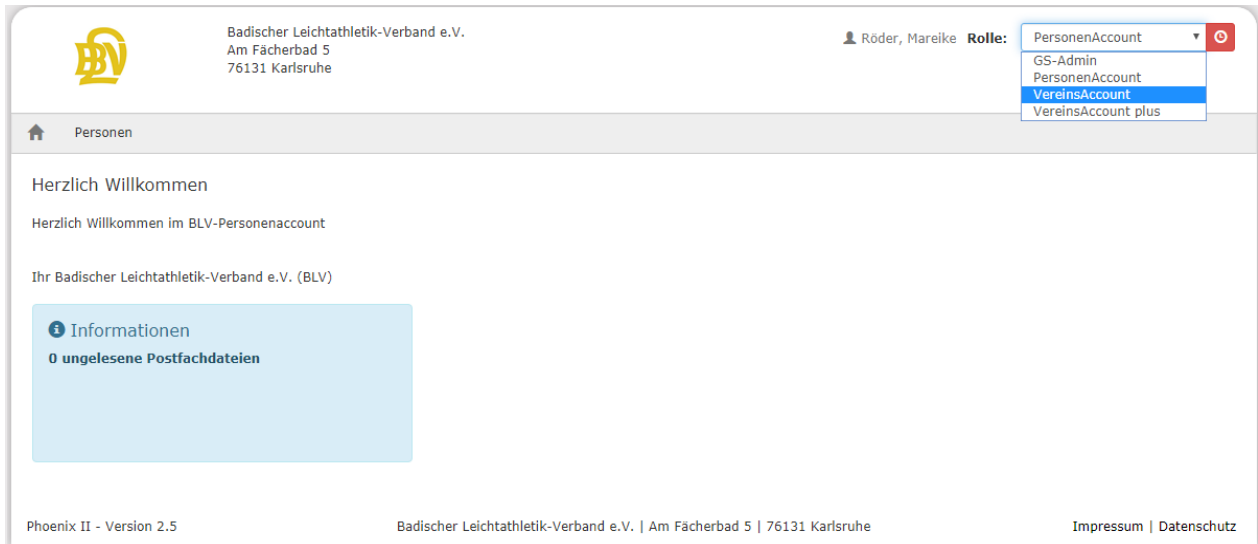 BLV
Badischer Leichtathletik-Verband e.V.
Am Fächerbad 5
76131 Karlsruhe
Röder, Mareike Rolle: PersonenAccount
GS-Admin
PersonenAccount
VereinsAccount
VereinsAccount plus
Personen
Herzlich Willkommen
Herzlich Willkommen im BLV-Personenaccount
Ihr Badischer Leichtathletik-Verband e.V. (BLV)
Informationen
0 ungelesene Postfachdateien
Phoenix II - Version 2.5 Badischer Leichtathletik-Verband e.V. | Am Fächerbad 5 | 76131 Karlsruhe Impressum | Datenschutz